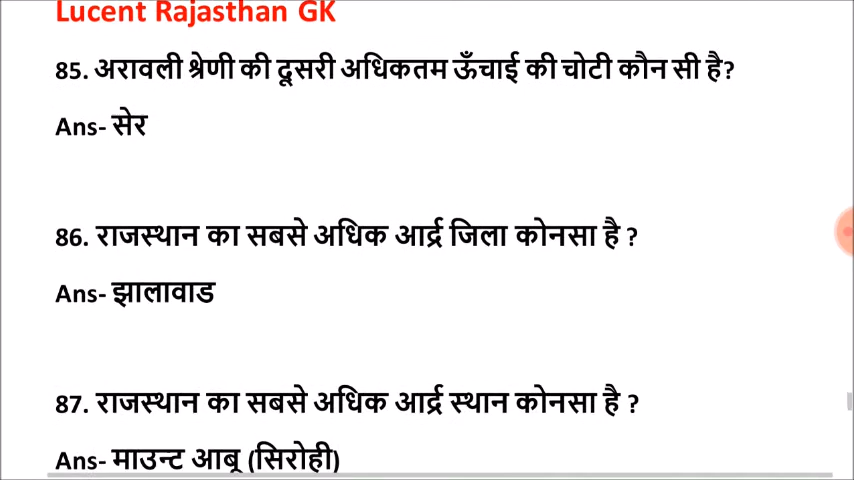 Lucent Rajasthan GK
85. अरावली श्रेणी की दूसरी अधिकतम ऊँचाई की चोटी कौन सी है?
Ans- सेर
86. राजस्थान का सबसे अधिक आर्द्र जिला कोनसा है ?
Ans- झालावाड
87. राजस्थान का सबसे अधिक आर्द्र स्थान कोनसा है ?
Ans- माउन्ट आबू (सिरोही)